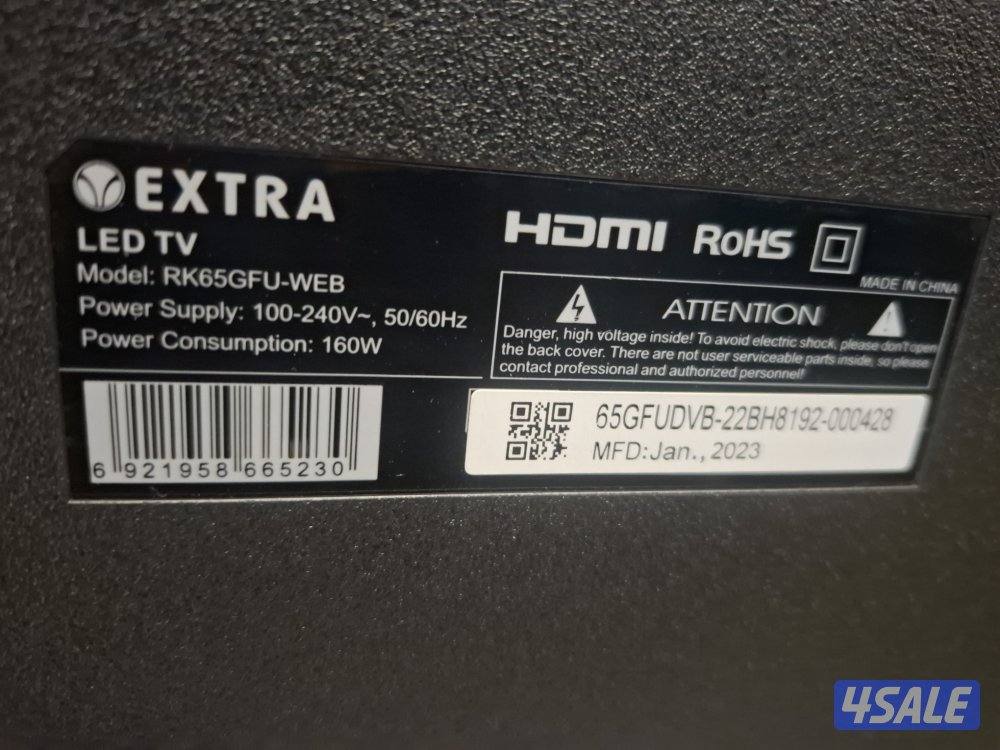 EXTRA
LED TV
Model: RK65GFU-WEB
Power Supply: 100-240V~, 50/60Hz
Power Consumption: 160W
HDMI RoHS
MADE IN CHINA
ATTENTION
Danger, high voltage inside! To avoid electric shock, please don't open
the back cover. There are not user serviceable parts inside, so please
contact professional and authorized personnel!
6 921958 665230
65GFUDVB-22BH8192-000428
MFD:Jan., 2023
4SALE